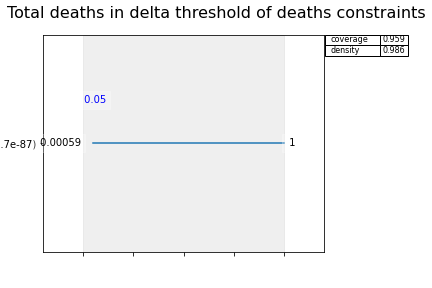 Total deaths in delta threshold of deaths constraints
coverage 0.959
density 0.986
0.05
.7e-87) 0.00059 1